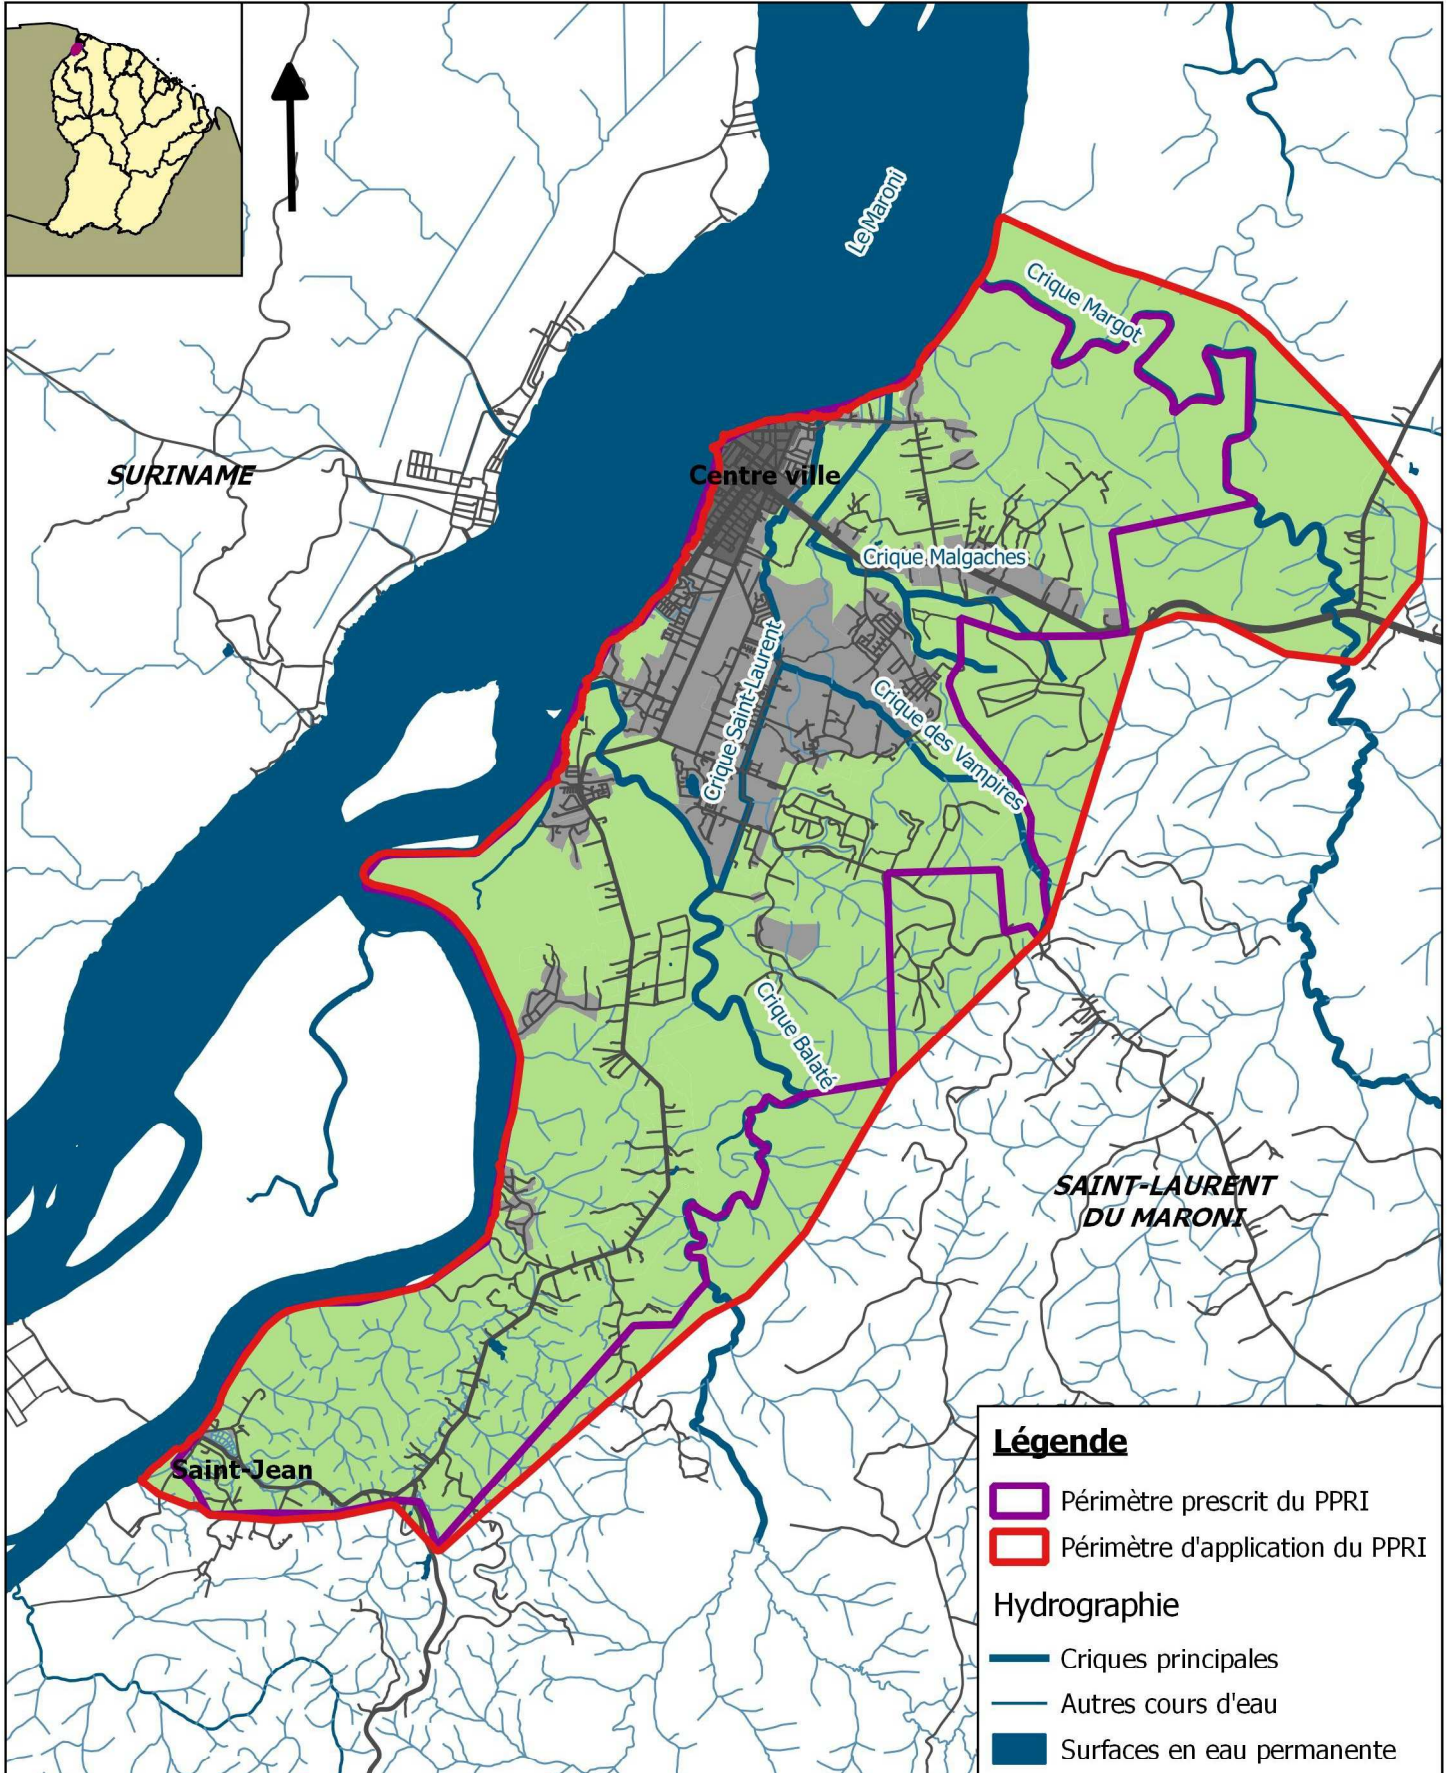 Le Maroni
Crique Margot
SURINAME
Centre ville
Crique Malgaches
Crique Saint-Laurent
Crique des Vampires
Crique Balaté
SAINT-LAURENT
DU MARONI
Saint-Jean
Légende
Périmètre prescrit du PPRI
Périmètre d'application du PPRI
Hydrographie
Criques principales
Autres cours d'eau
Surfaces en eau permanente